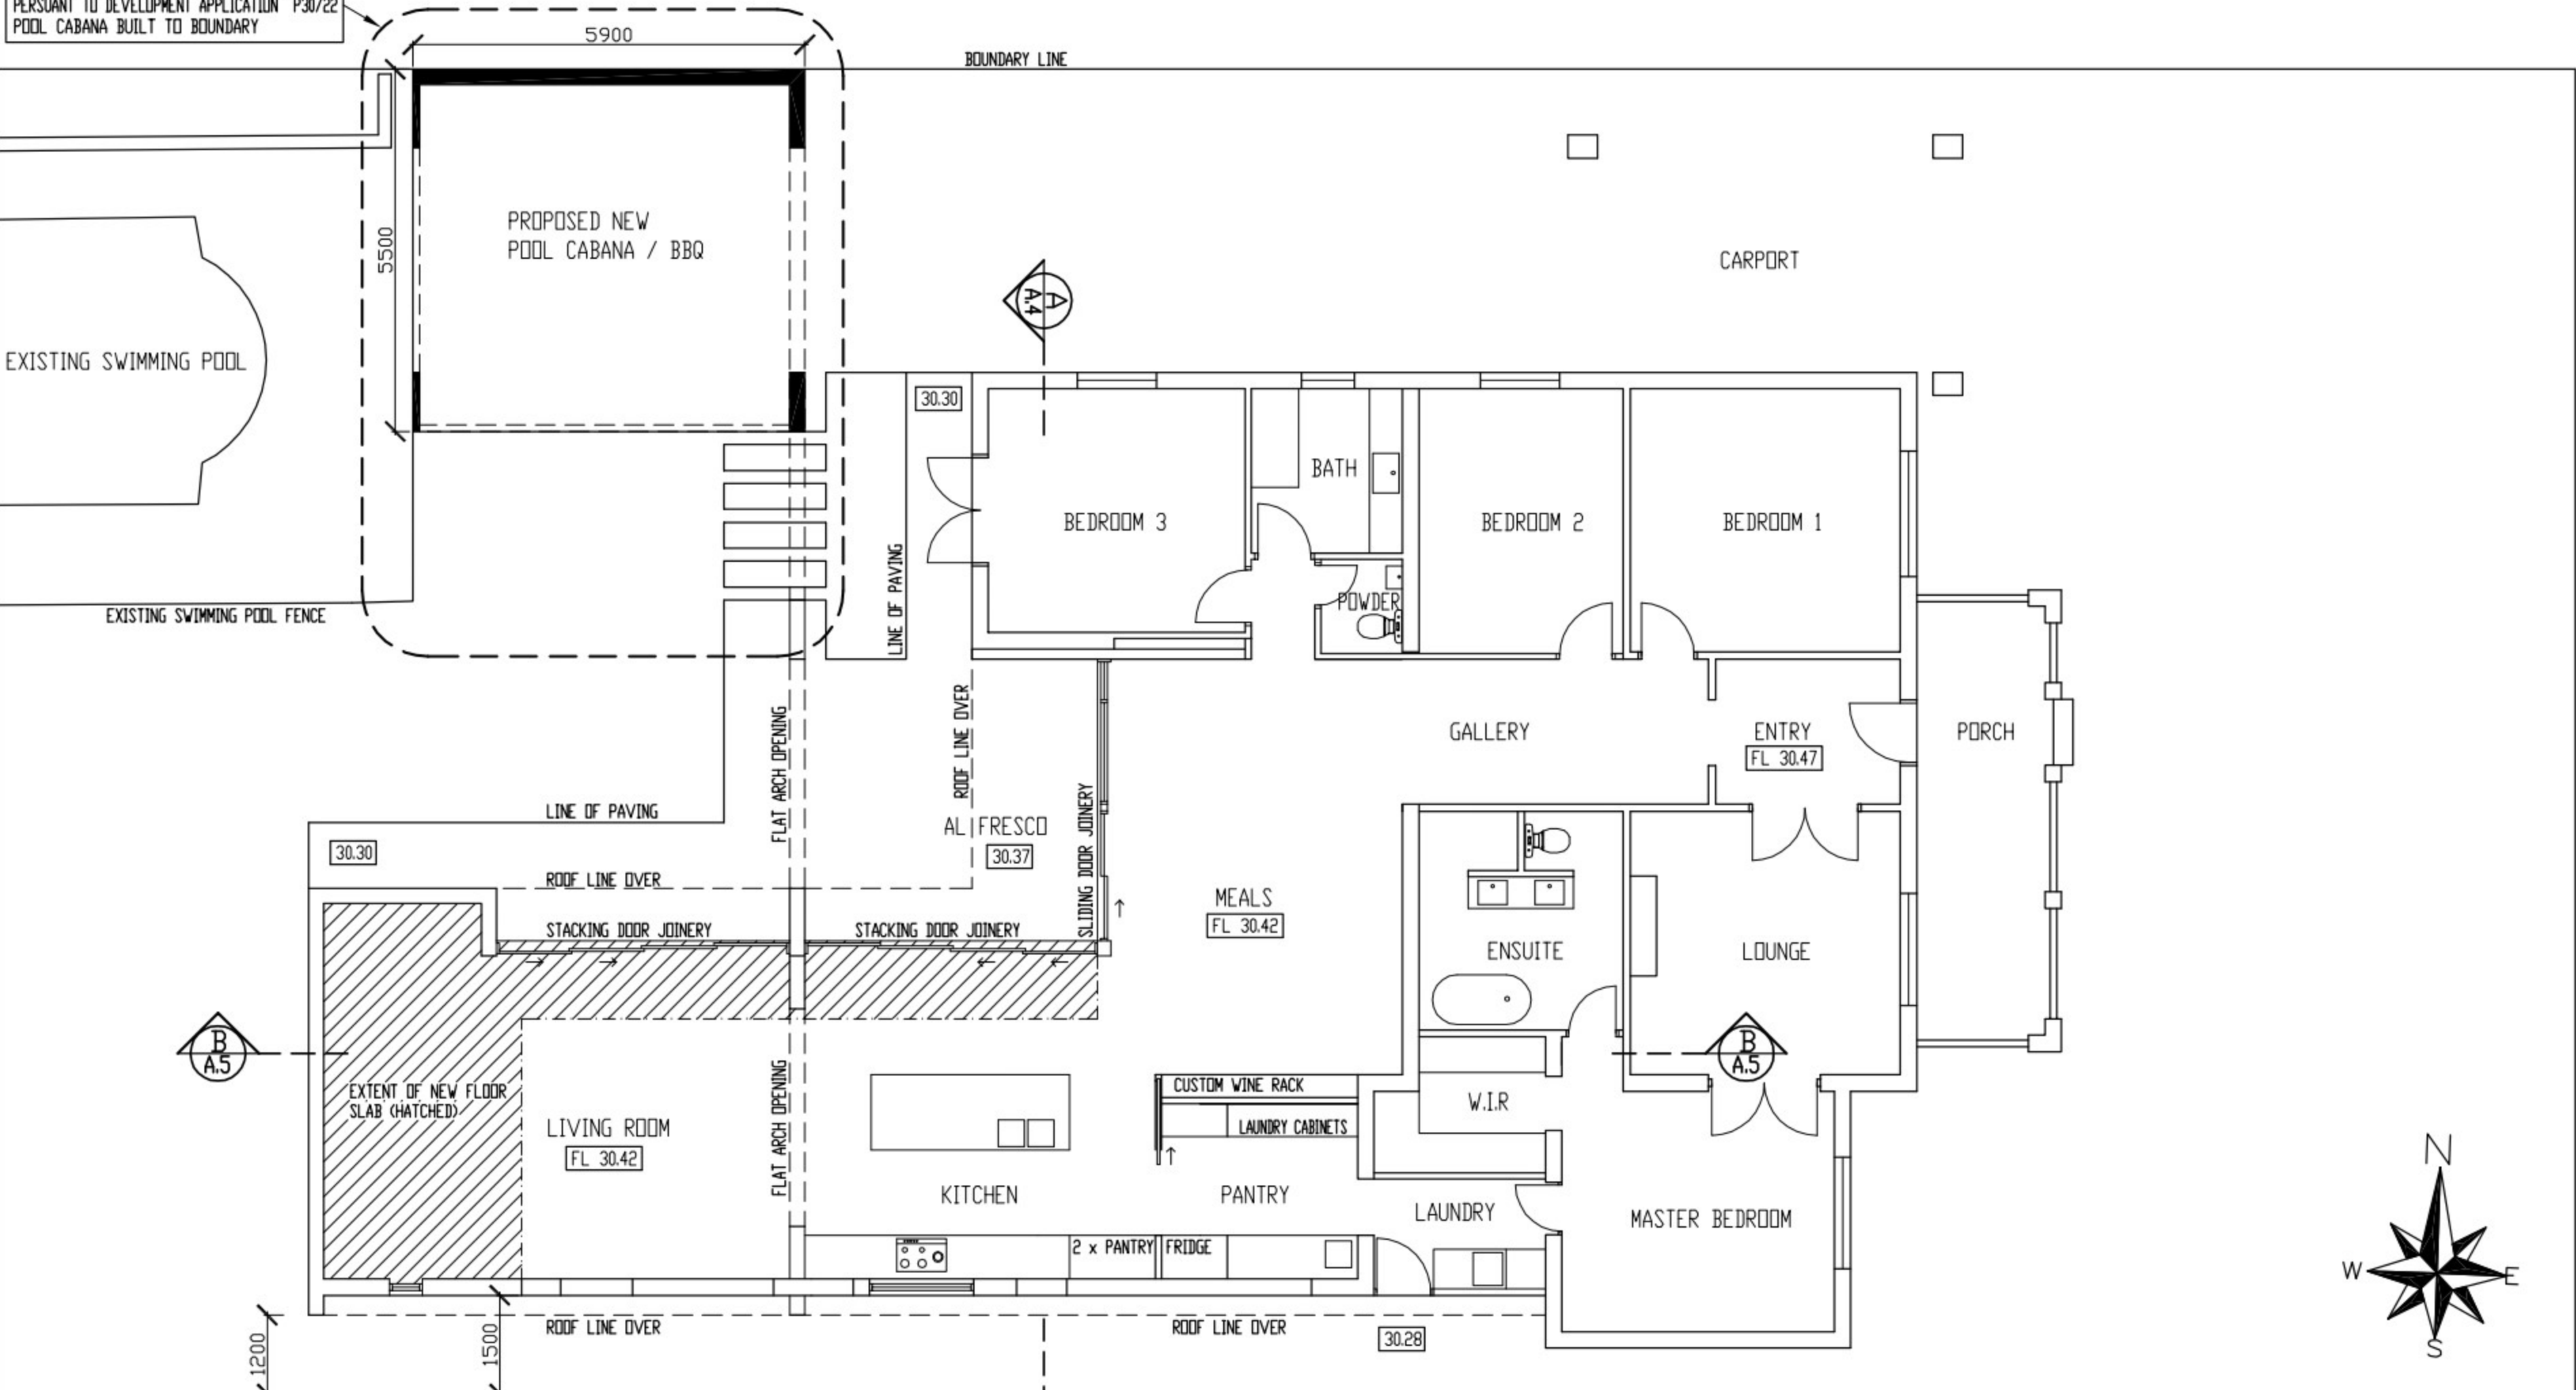 PERSUANT TO DEVELOPMENT APPLICATION P30/22
POOL CABANA BUILT TO BOUNDARY
5900
BOUNDARY LINE
PROPOSED NEW
POOL CABANA / BBQ
5500
CARPORT
A
A.4
EXISTING SWIMMING POOL
30.30
BATH
BEDROOM 3
BEDROOM 2
BEDROOM 1
LINE OF PAVING
POWDER
EXISTING SWIMMING POOL FENCE
FLAT ARCH OPENING
ROOF LINE OVER
GALLERY
ENTRY
FL 30.47
PORCH
LINE OF PAVING
AL FRESCO
30.37
SLIDING DOOR JOINERY
30.30
ROOF LINE OVER
MEALS
FL 30.42
STACKING DOOR JOINERY
STACKING DOOR JOINERY
ENSUITE
LOUNGE
B
A.5
B
A.5
EXTENT OF NEW FLOOR
SLAB (HATCHED)
FLAT ARCH OPENING
CUSTOM WINE RACK
W.I.R
LAUNDRY CABINETS
LIVING ROOM
FL 30.42
KITCHEN
PANTRY
LAUNDRY
MASTER BEDROOM
2 x PANTRY
FRIDGE
N
W
E
S
ROOF LINE OVER
ROOF LINE OVER
30.28
1200
1500